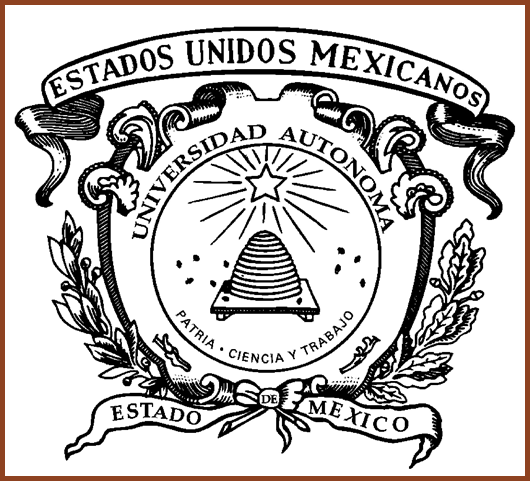 ESTADOS UNIDOS MEXICANOS
UNIVERSIDAD AUTONOMA
PATRIA · CIENCIA Y TRABAJO
ESTADO DE MEXICO